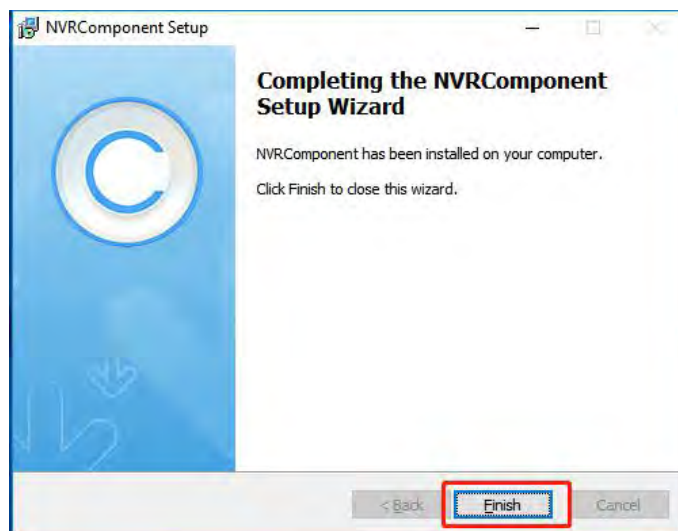 NVRComponent Setup
Completing the NVRComponent
Setup Wizard
NVRComponent has been installed on your computer.
Click Finish to close this wizard.
< Back Finish Cancel